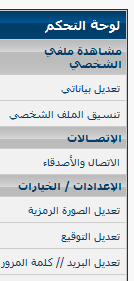 لوحة التحكم
مشاهدة ملفي
الشخصي
تعديل بياناتي
تنسيق الملف الشخصي
الإتصـالات
الاتصال والأصدقاء
الإعدادات / الخيارات
تعديل الصورة الرمزية
تعديل التوقيع
تعديل البريد // كلمة المرور